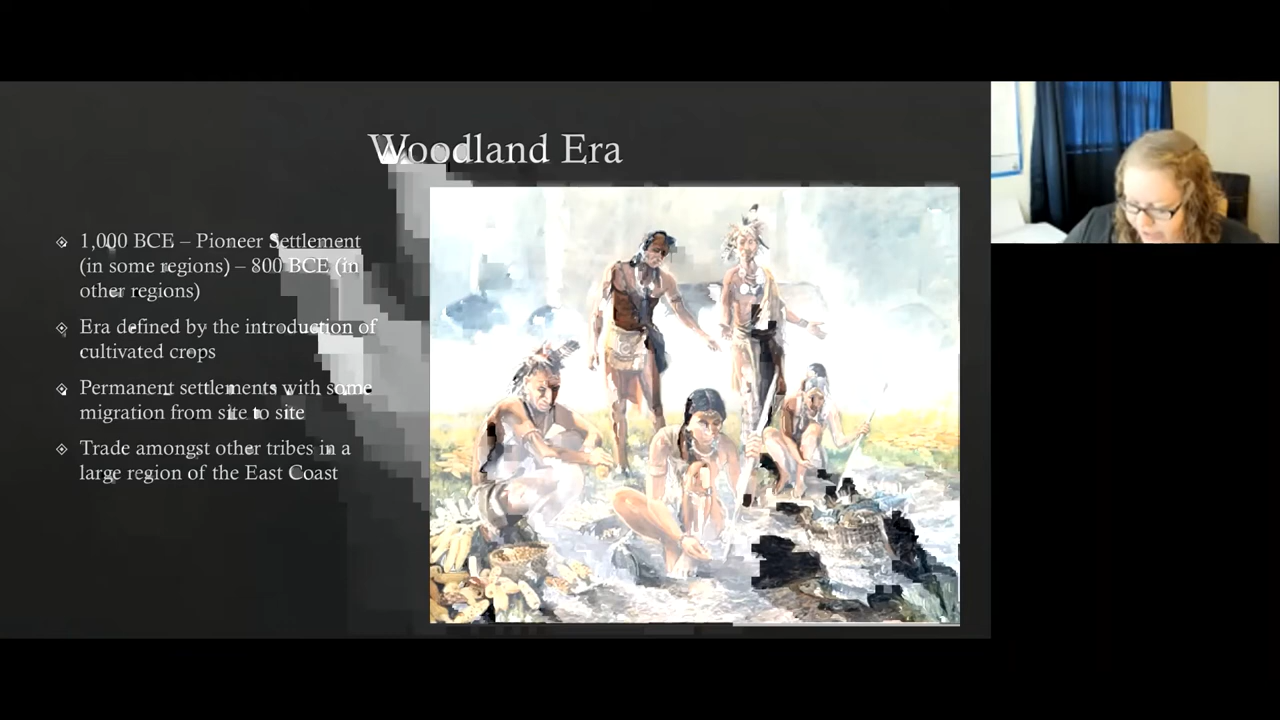 Woodland Era
1,000 BCE – Pioneer Settlement
(in some regions) – 800 BCE (in
other regions)
Era defined by the introduction of
cultivated crops
Permanent settlements with some
migration from site to site
Trade amongst other tribes in a
large region of the East Coast